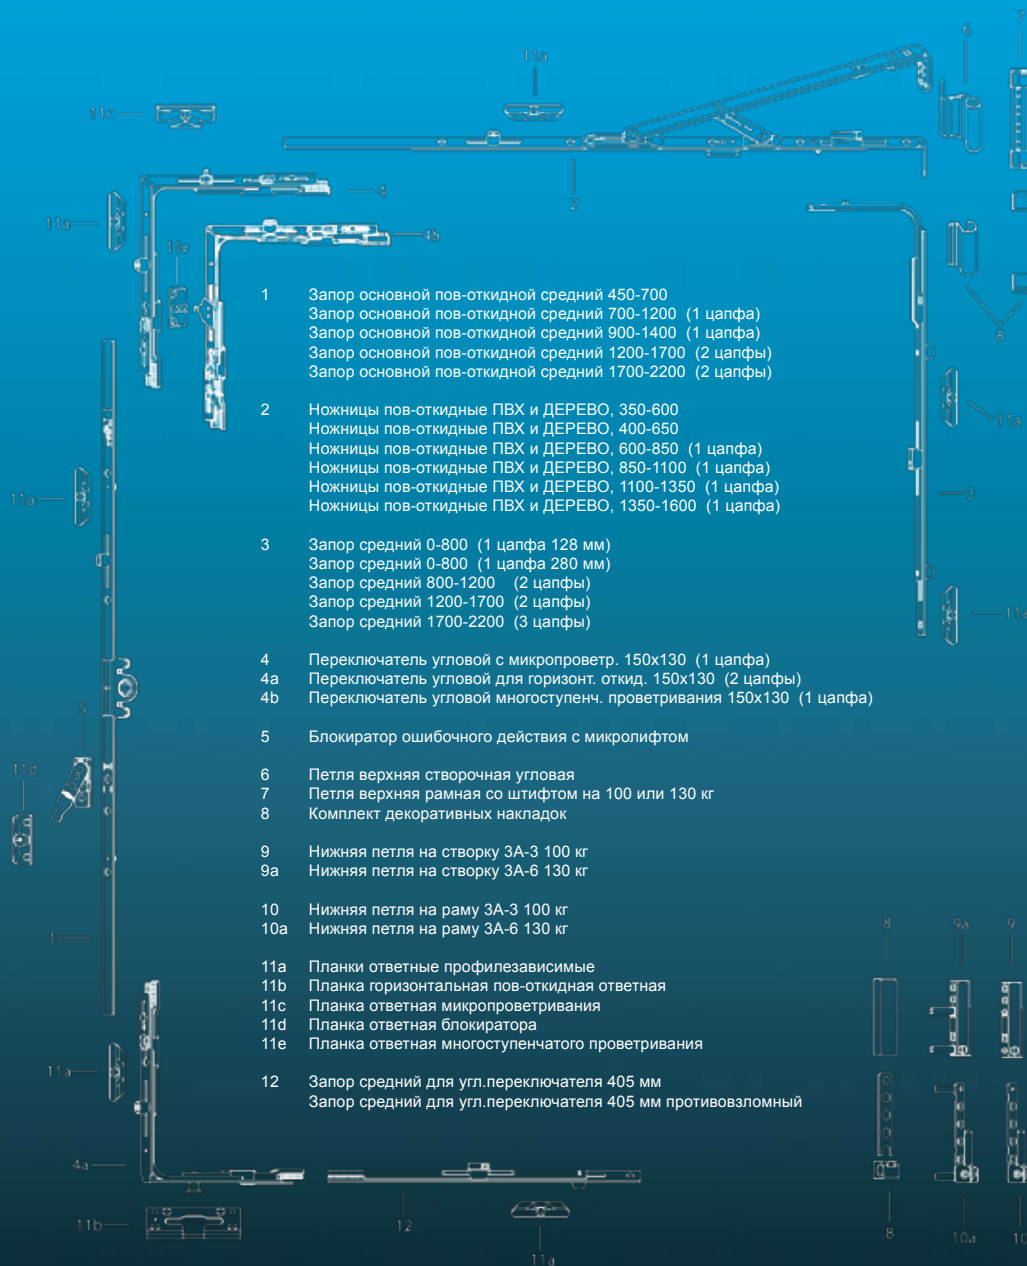 6
7
11a
11c
2
4
11a
4b
11e
8
1 Запор основной пов-откидной средний 450-700
Запор основной пов-откидной средний 700-1200 (1 цапфа)
Запор основной пов-откидной средний 900-1400 (1 цапфа)
Запор основной пов-откидной средний 1200-1700 (2 цапфы)
Запор основной пов-откидной средний 1700-2200 (2 цапфы)
2 Ножницы пов-откидные ПВХ и ДЕРЕВО, 350-600
Ножницы пов-откидные ПВХ и ДЕРЕВО, 400-650
Ножницы пов-откидные ПВХ и ДЕРЕВО, 600-850 (1 цапфа)
Ножницы пов-откидные ПВХ и ДЕРЕВО, 850-1100 (1 цапфа)
Ножницы пов-откидные ПВХ и ДЕРЕВО, 1100-1350 (1 цапфа)
Ножницы пов-откидные ПВХ и ДЕРЕВО, 1350-1600 (1 цапфа)
11a
11a
3
3 Запор средний 0-800 (1 цапфа 128 мм)
Запор средний 0-800 (1 цапфа 280 мм)
Запор средний 800-1200 (2 цапфы)
Запор средний 1200-1700 (2 цапфы)
Запор средний 1700-2200 (3 цапфы)
11a
4 Переключатель угловой с микропроветр. 150х130 (1 цапфа)
4a Переключатель угловой для горизонт. откид. 150х130 (2 цапфы)
4b Переключатель угловой многоступенч. проветривания 150х130 (1 цапфа)
5
5 Блокиратор ошибочного действия с микролифтом
11d
6 Петля верхняя створочная угловая
7 Петля верхняя рамная со штифтом на 100 или 130 кг
8 Комплект декоративных накладок
9 Нижняя петля на створку 3А-3 100 кг
9a Нижняя петля на створку 3А-6 130 кг
10 Нижняя петля на раму 3А-3 100 кг
10a Нижняя петля на раму 3А-6 130 кг
8
9a
9
1
11a Планки ответные профилезависимые
11b Планка горизонтальная пов-откидная ответная
11c Планка ответная микропроветривания
11d Планка ответная блокиратора
11e Планка ответная многоступенчатого проветривания
11a
12 Запор средний для угл.переключателя 405 мм
Запор средний для угл.переключателя 405 мм противовзломный
4a
11b
12
11a
8
10a
10